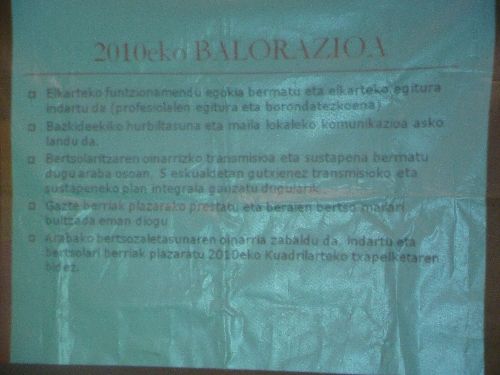 2010eko BALORAZIOA
Elkarteko funtzionamendu egokia bermatu eta elkarteko egitura
indartu da (profesiolalen egitura eta borondatezkoena)
Bazkideekiko hurbiltasuna eta maila lokaleko komunikazioa asko
landu da.
Bertsolaritzaren oinarrizko transmisioa eta sustapena bermatu
dugu araba osoan. 5 eskualdetan gutxienez transmisioko eta
sustapeneko plan integrala gauzatu dugularik
Gazte berriak plazarako prestatu eta beraien bertso mailari
bultzada eman diogu
Arabako bertsozaletasunaren oinarria zabaldu da, indartu eta
bertsolari berriak plazaratu 2010eko Kuadrilarteko txapelketaren
bidez.